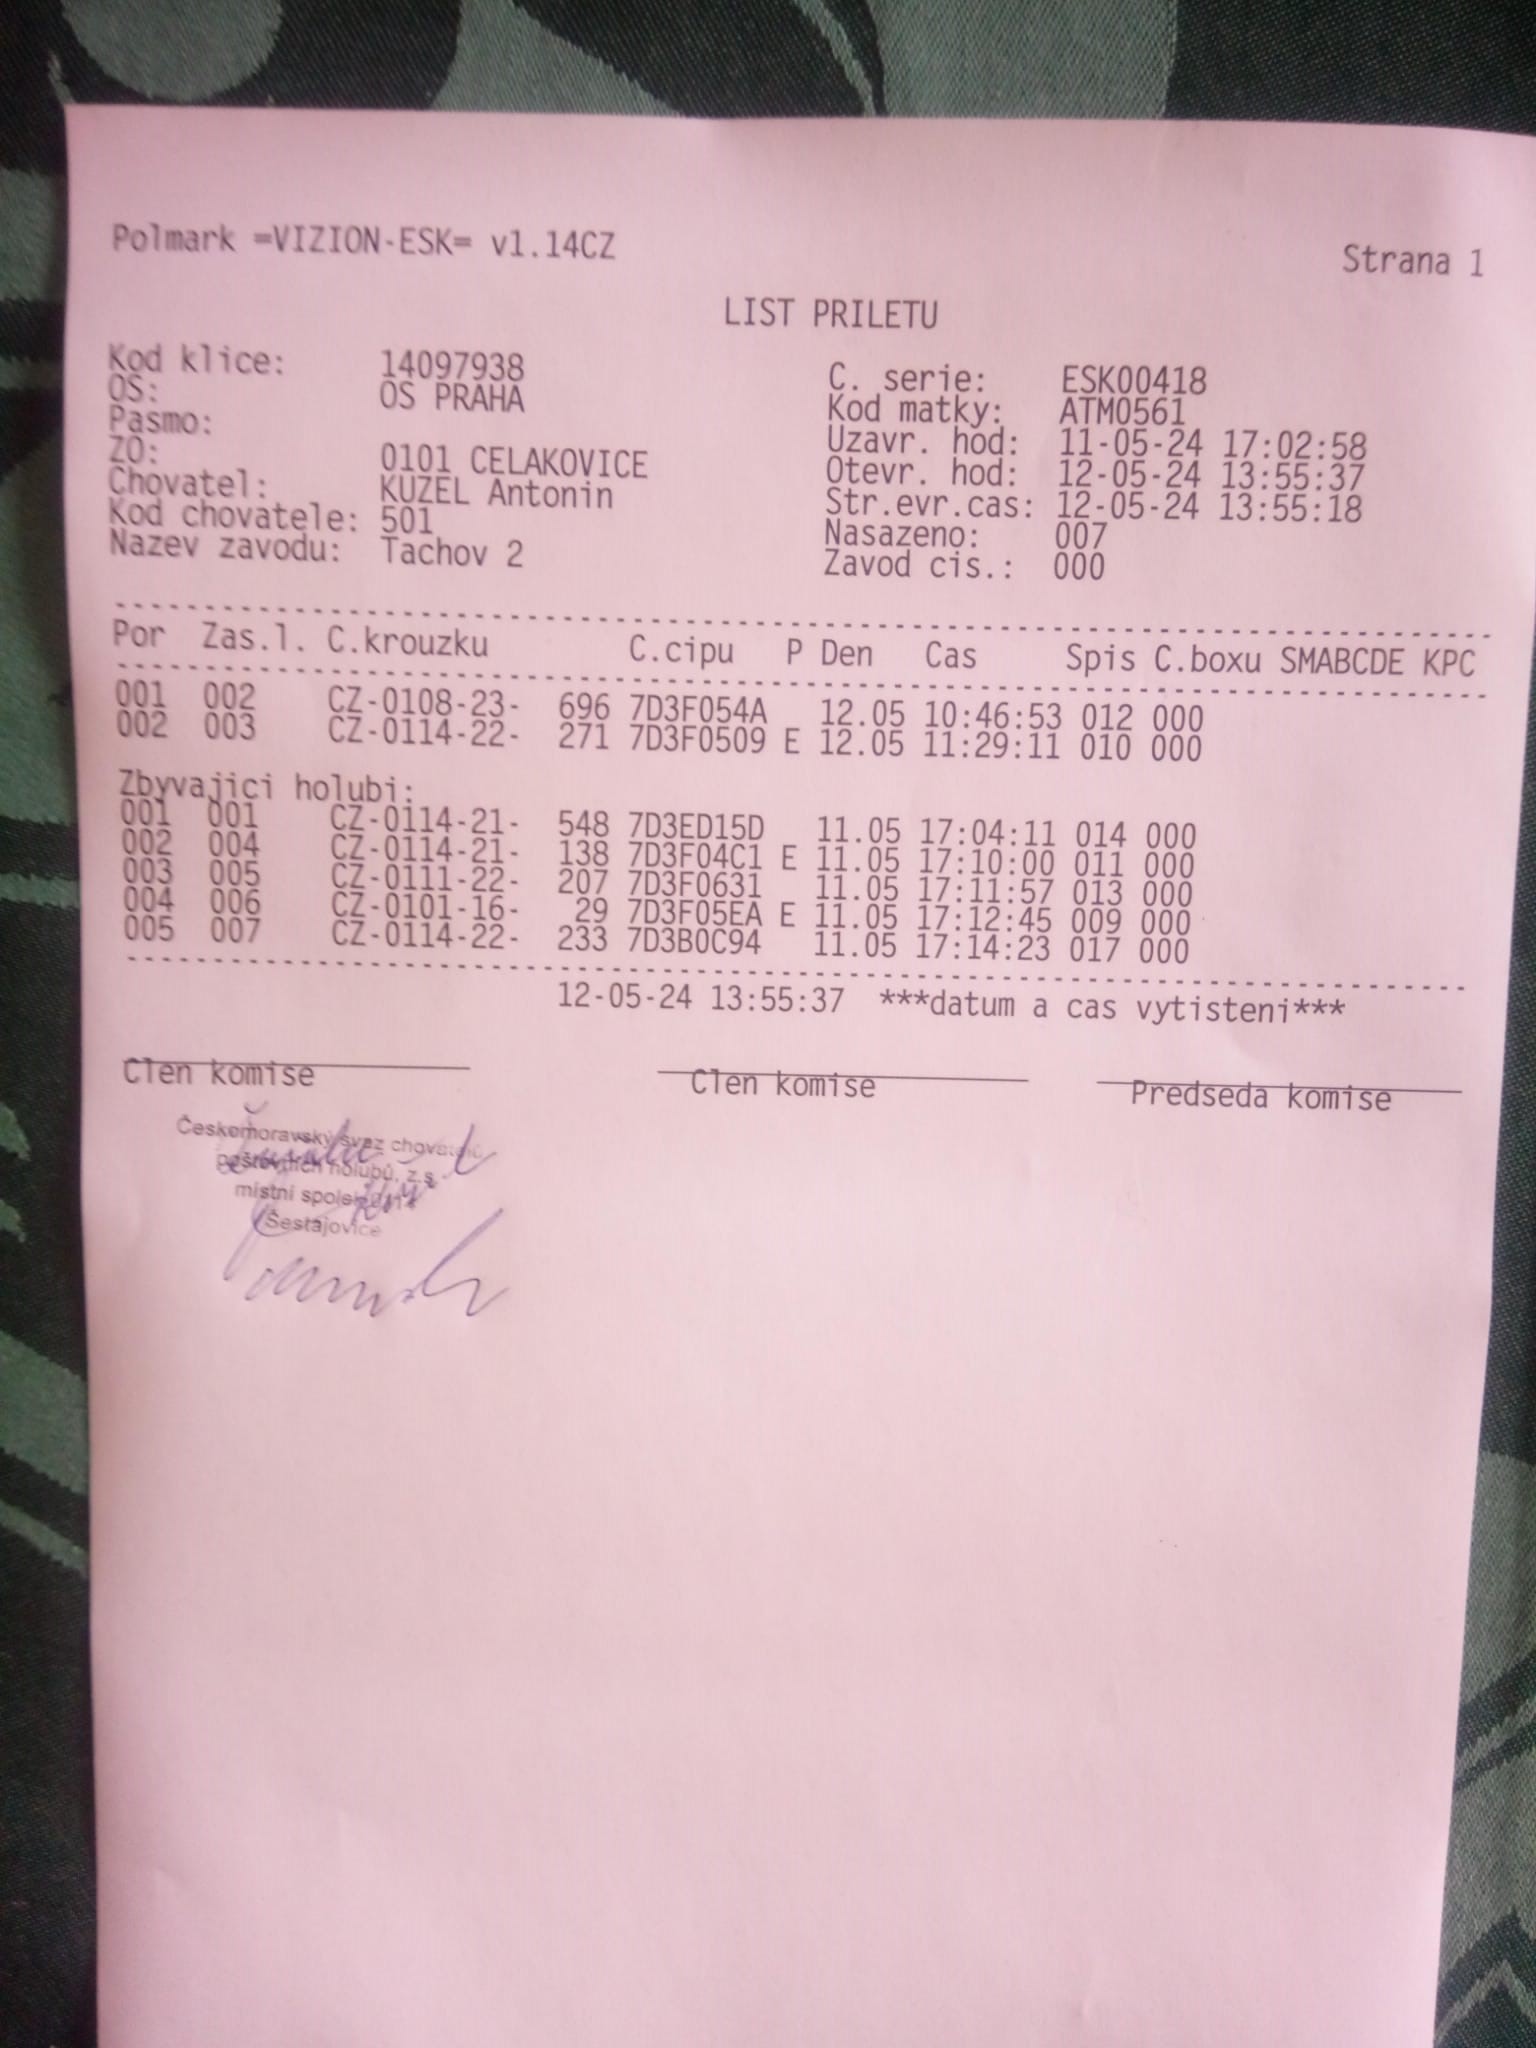 Polmark =VIZION-ESK= v1.14CZ
Strana 1
LIST PRILETU
Kod klice: 14097938
OS: OS PRAHA
Pasmo:
ZO: 0101 CELAKOVICE
Chovatel: KUZEL Antonin
Kod chovatele: 501
Nazev zavodu: Tachov 2
C. serie: ESK00418
Kod matky: ATM0561
Uzavr. hod: 11-05-24 17:02:58
Otevr. hod: 12-05-24 13:55:37
Str.evr.cas: 12-05-24 13:55:18
Nasazeno: 007
Zavod cis.: 000
Por Zas.l. C.krouzku C.cipu P Den Cas Spis C.boxu SMABCDE KPC
001 002 CZ-0108-23- 696 7D3F054A 12.05 10:46:53 012 000
002 003 CZ-0114-22- 271 7D3F0509 E 12.05 11:29:11 010 000
Zbyvajici holubi:
001 001 CZ-0114-21- 548 7D3ED15D 11.05 17:04:11 014 000
002 004 CZ-0114-21- 138 7D3F04C1 E 11.05 17:10:00 011 000
003 005 CZ-0111-22- 207 7D3F0631 11.05 17:11:57 013 000
004 006 CZ-0101-16- 29 7D3F05EA E 11.05 17:12:45 009 000
005 007 CZ-0114-22- 233 7D3B0C94 11.05 17:14:23 017 000
12-05-24 13:55:37 ***datum a cas vytisteni***
Clen komise
Clen komise
Predseda komise
Českomoravský svaz chovatelů
poštovních holubů, z.s.
místní spolek
Šestajovice